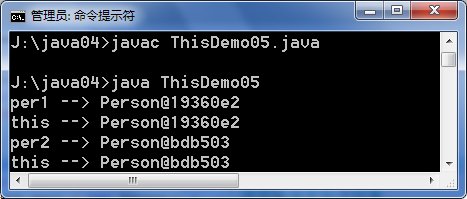 管理员: 命令提示符
J:\java04>javac ThisDemo05.java
J:\java04>java ThisDemo05
per1 --> Person@19360e2
this --> Person@19360e2
per2 --> Person@bdb503
this --> Person@bdb503